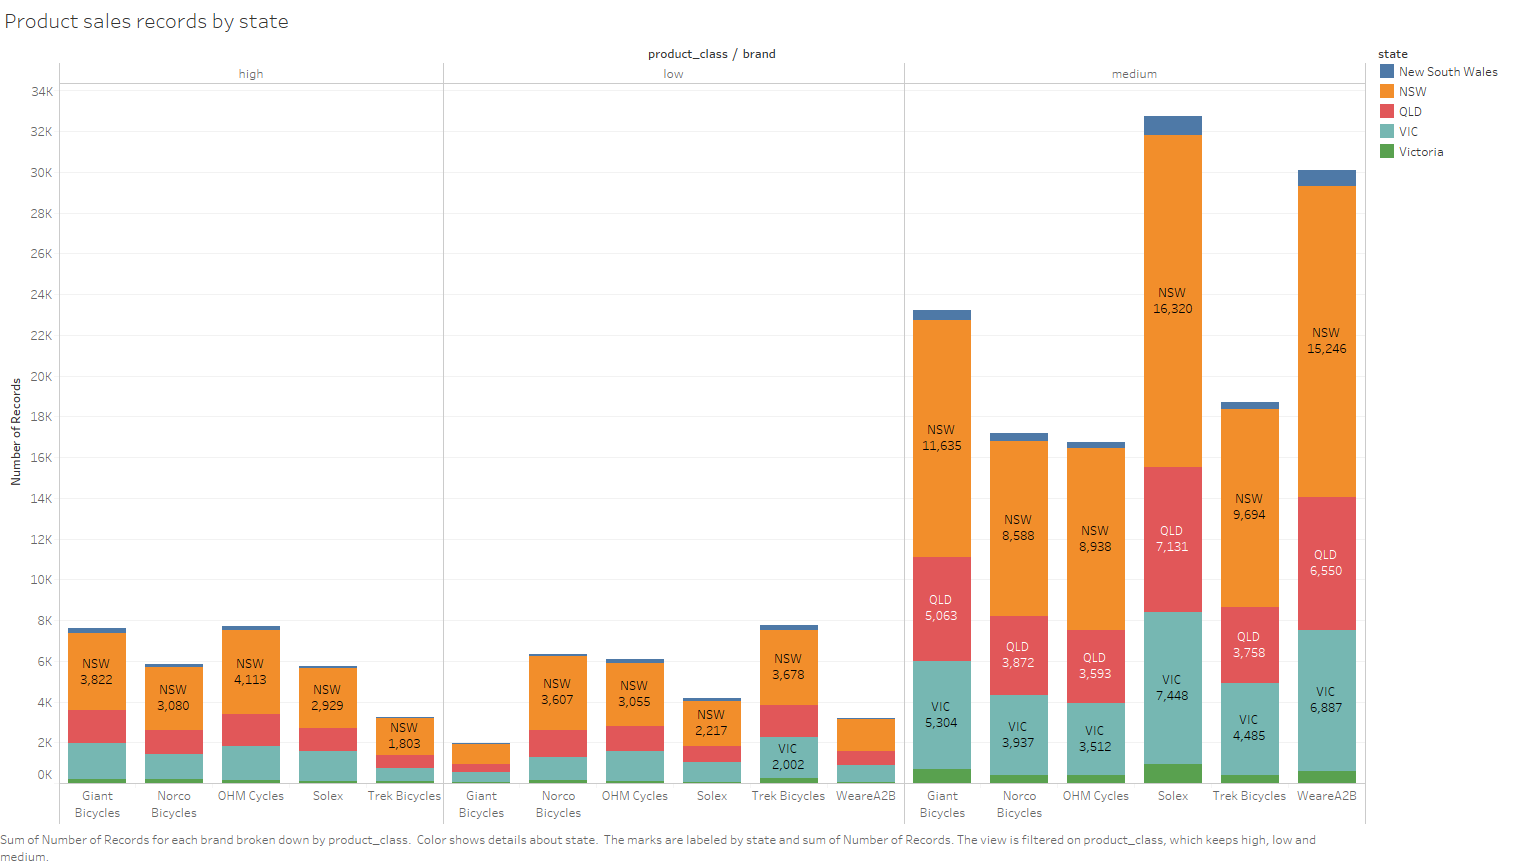 Product sales records by state
product_class / brand
high
low
medium
state
New South Wales
NSW
QLD
VIC
Victoria
Number of Records
34K
32K
30K
28K
26K
24K
22K
20K
18K
16K
14K
12K
10K
8K
6K
4K
2K
0K
NSW
3,822
NSW
3,080
NSW
4,113
NSW
2,929
NSW
1,803
NSW
3,607
NSW
3,055
NSW
2,217
NSW
3,678
VIC
2,002
NSW
11,635
QLD
5,063
VIC
5,304
NSW
8,588
QLD
3,872
VIC
3,937
NSW
8,938
QLD
3,593
VIC
3,512
NSW
16,320
QLD
7,131
VIC
7,448
NSW
9,694
QLD
3,758
VIC
4,485
NSW
15,246
QLD
6,550
VIC
6,887
Giant
Bicycles
Norco
Bicycles
OHM Cycles
Solex
Trek Bicycles
Giant
Bicycles
Norco
Bicycles
OHM Cycles
Solex
Trek Bicycles
WeareA2B
Giant
Bicycles
Norco
Bicycles
OHM Cycles
Solex
Trek Bicycles
WeareA2B
Sum of Number of Records for each brand broken down by product_class.  Color shows details about state.  The marks are labeled by state and sum of Number of Records. The view is filtered on product_class, which keeps high, low and
medium.